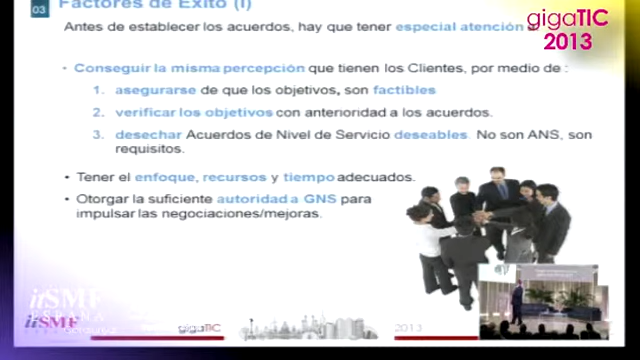 03
Factores de Éxito (I)
gigaTIC
2013
Antes de establecer los acuerdos, hay que tener especial atención a
• Conseguir la misma percepción que tienen los Clientes, por medio de :
1. asegurarse de que los objetivos, son factibles
2. verificar los objetivos con anterioridad a los acuerdos.
3. desechar Acuerdos de Nivel de Servicio deseables. No son ANS, son
requisitos.
• Tener el enfoque, recursos y tiempo adecuados.
• Otorgar la suficiente autoridad a GNS para
impulsar las negociaciones/mejoras.
itSMF
ESPAÑA
itSMF
gigaTIC
2013